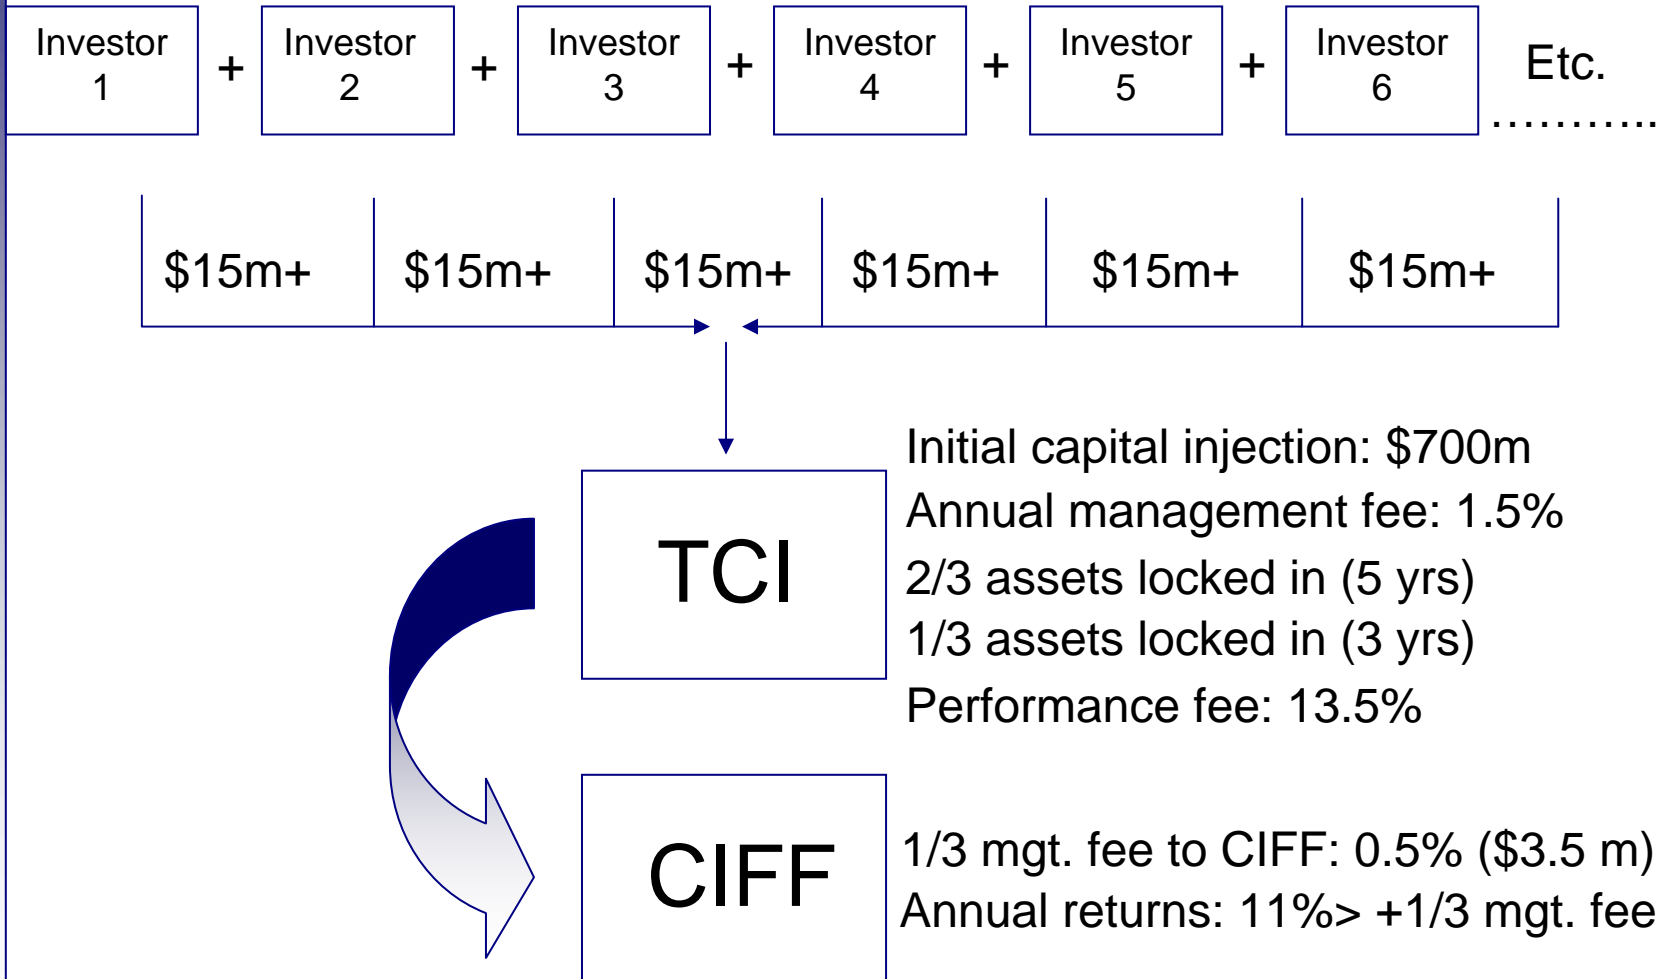 Investor
1
+
Investor
2
+
Investor
3
+
Investor
4
+
Investor
5
+
Investor
6
Etc.
………..
$15m+
$15m+
$15m+
$15m+
$15m+
$15m+
TCI
Initial capital injection: $700m
Annual management fee: 1.5%
2/3 assets locked in (5 yrs)
1/3 assets locked in (3 yrs)
Performance fee: 13.5%
CIFF
1/3 mgt. fee to CIFF: 0.5% ($3.5 m)
Annual returns: 11%> +1/3 mgt. fee